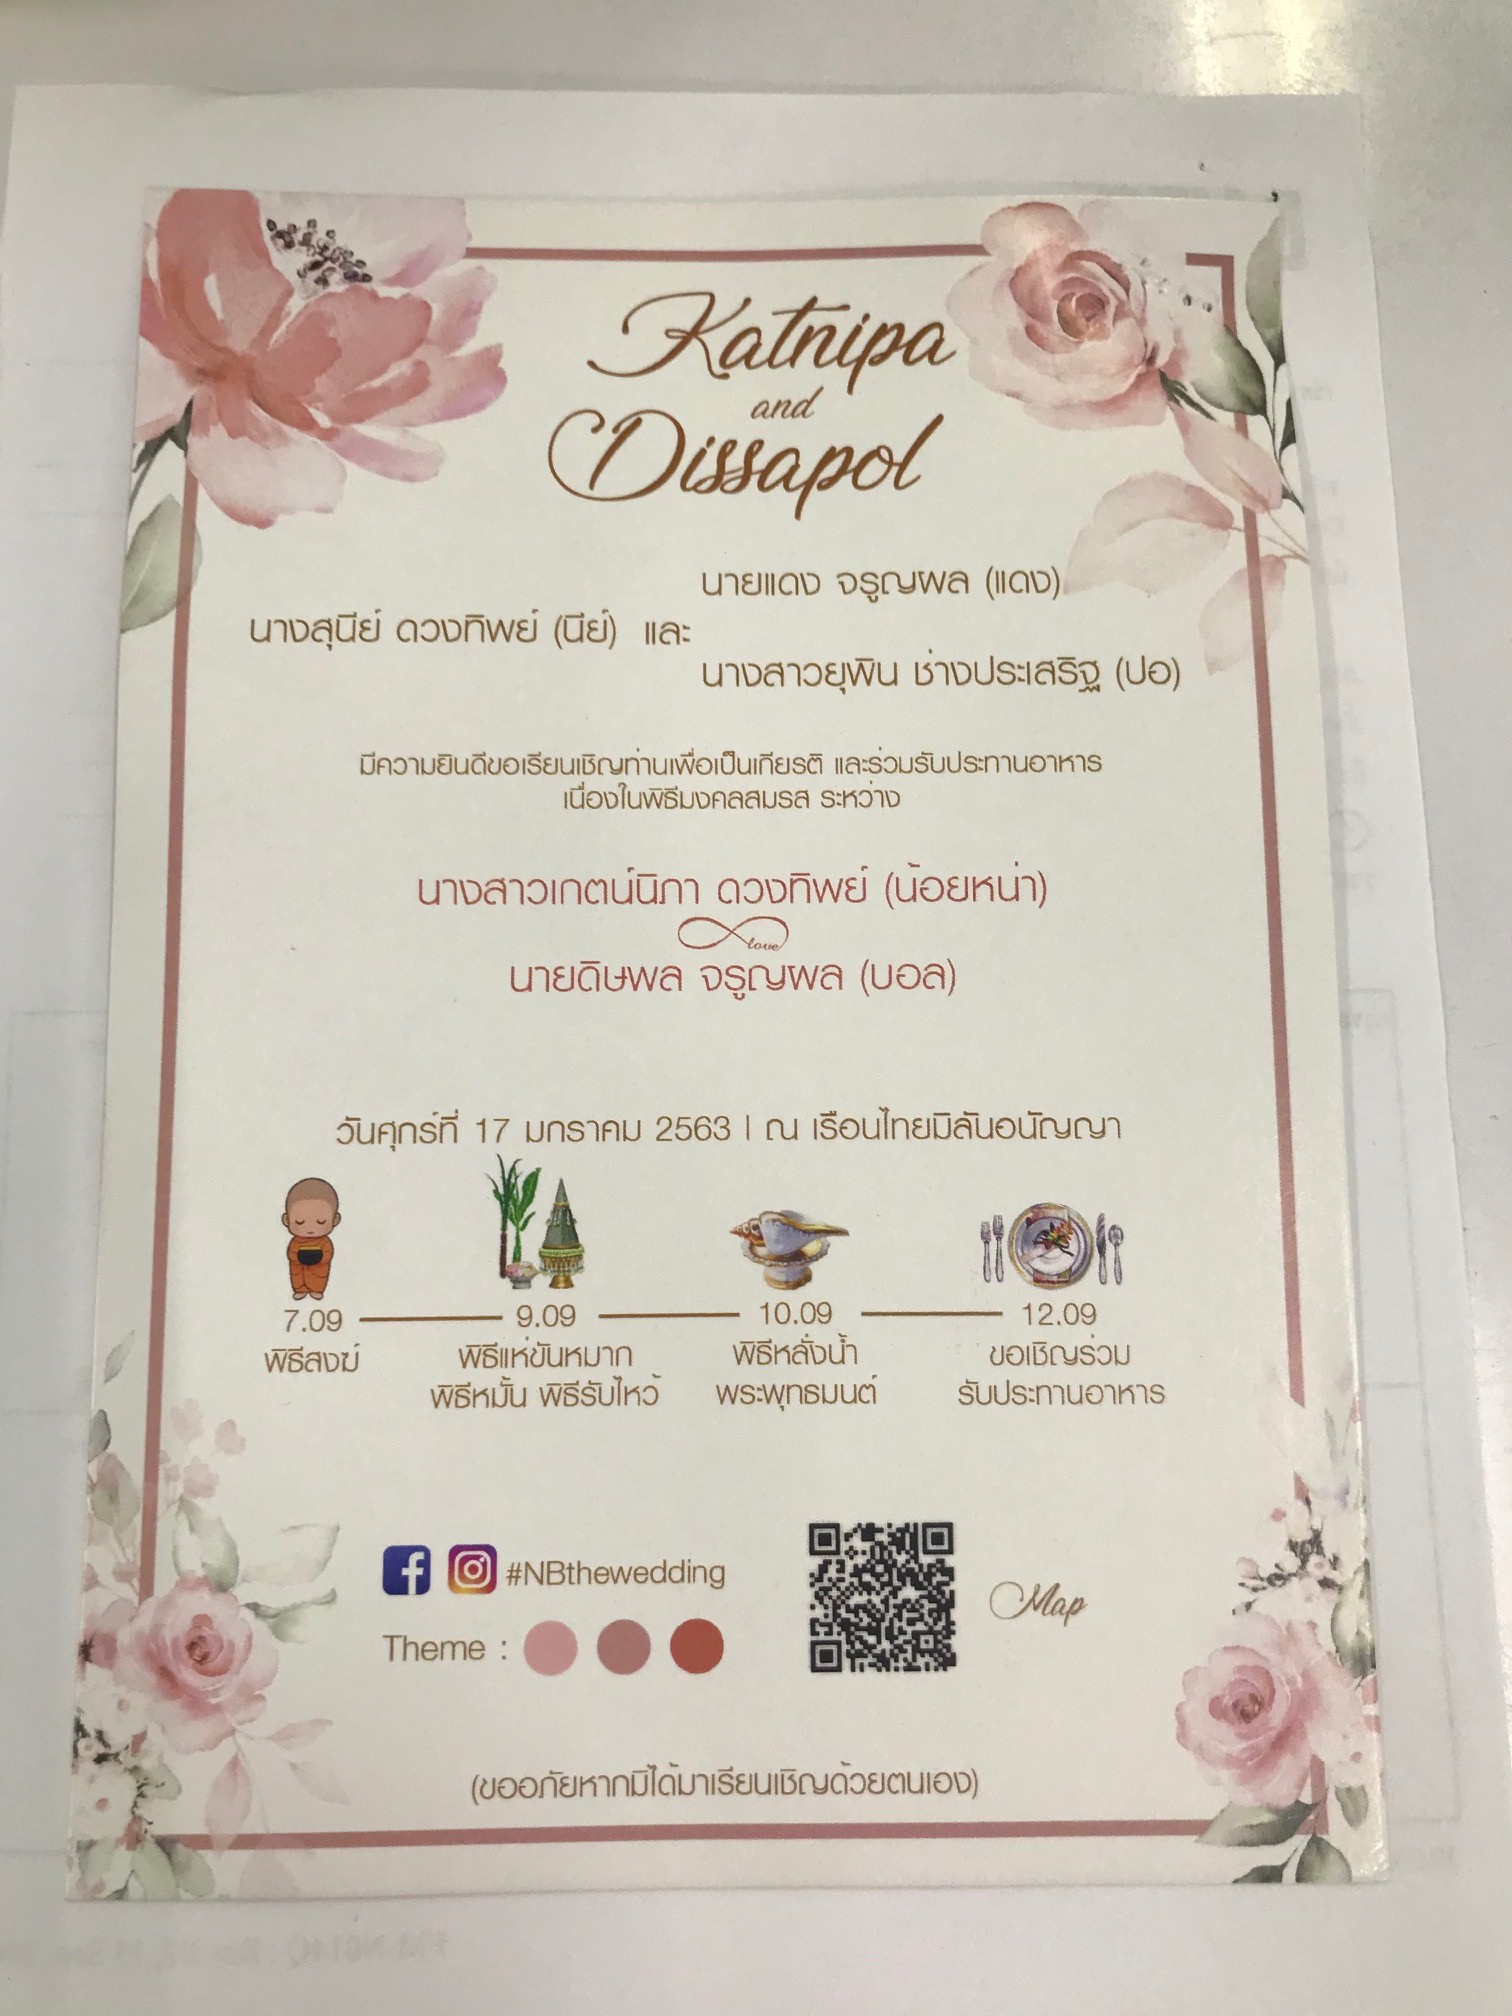 Katnipa
and
Dissapol
นายแดง จรูญผล (แดง)
นางสุนีย์ ดวงทิพย์ (นีย์) และ
นางสาวยุพิน ช่างประเสริฐ (ปอ)
มีความยินดีขอเรียนเชิญท่านเพื่อเป็นเกียรติ และร่วมรับประทานอาหาร
เนื่องในพิธีมงคลสมรส ระหว่าง
นางสาวเกตน์นิภา ดวงทิพย์ (น้อยหน่า)
love
นายดิษพล จรูญผล (บอล)
วันศุกร์ที่ 17 มกราคม 2563 | ณ เรือนไทยมิลันอนัญญา
7.09 9.09 10.09 12.09
พิธีสงฆ์ พิธีแห่ขันหมาก พิธีหลั่งน้ำ ขอเชิญร่วม
พิธีหมั้น พิธีรับไหว้ พระพุทธมนต์ รับประทานอาหาร
#NBthewedding
Map
Theme :
(ขออภัยหากมิได้มาเรียนเชิญด้วยตนเอง)